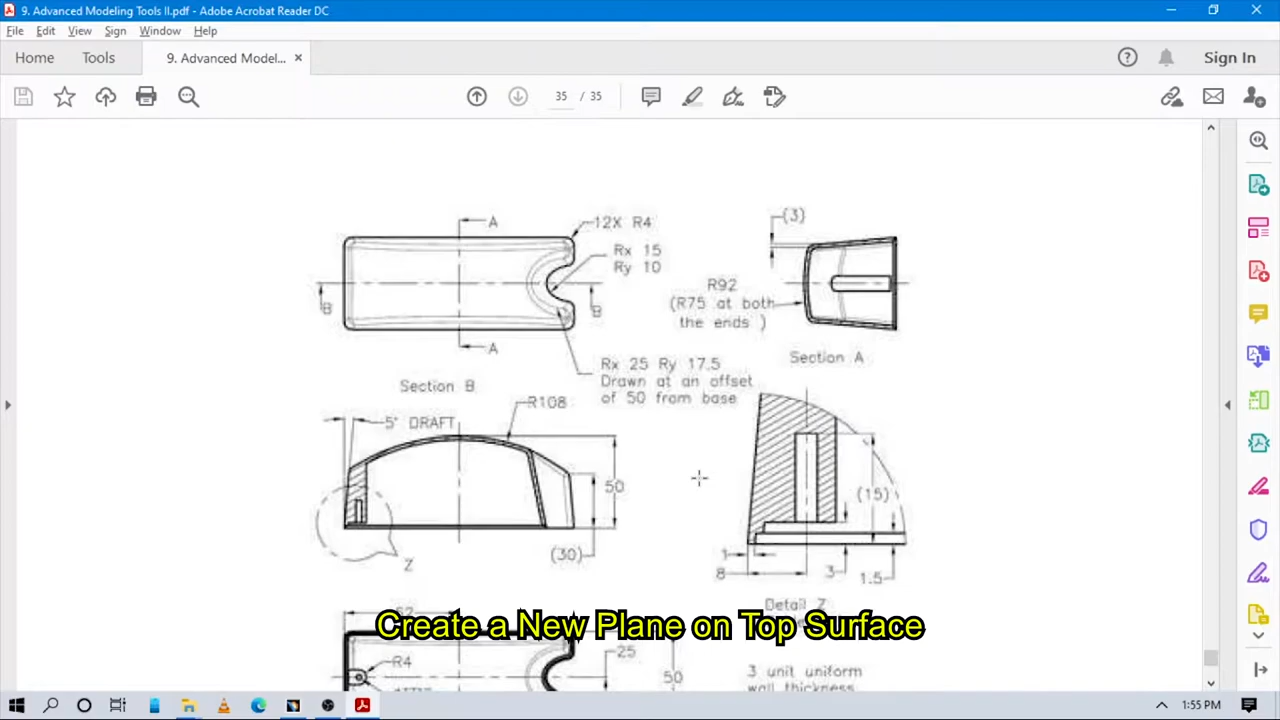 9. Advanced Modeling Tools II.pdf - Adobe Acrobat Reader DC
File Edit View Sign Window Help
Home Tools 9. Advanced Model... × Sign In
35 / 35
12X R4
Rx 15
Ry 10
A
A
B
B
(3)
R92
(R75 at both
the ends )
Section A
Rx 25 Ry 17.5
Drawn at an offset
of 50 from base
Section B
R108
5° DRAFT
50
(30)
Z
(15)
1
8
3
1.5
Detail Z
Create a New Plane on Top Surface
R4
25
50
3 unit uniform
wall thickness
1:55 PM